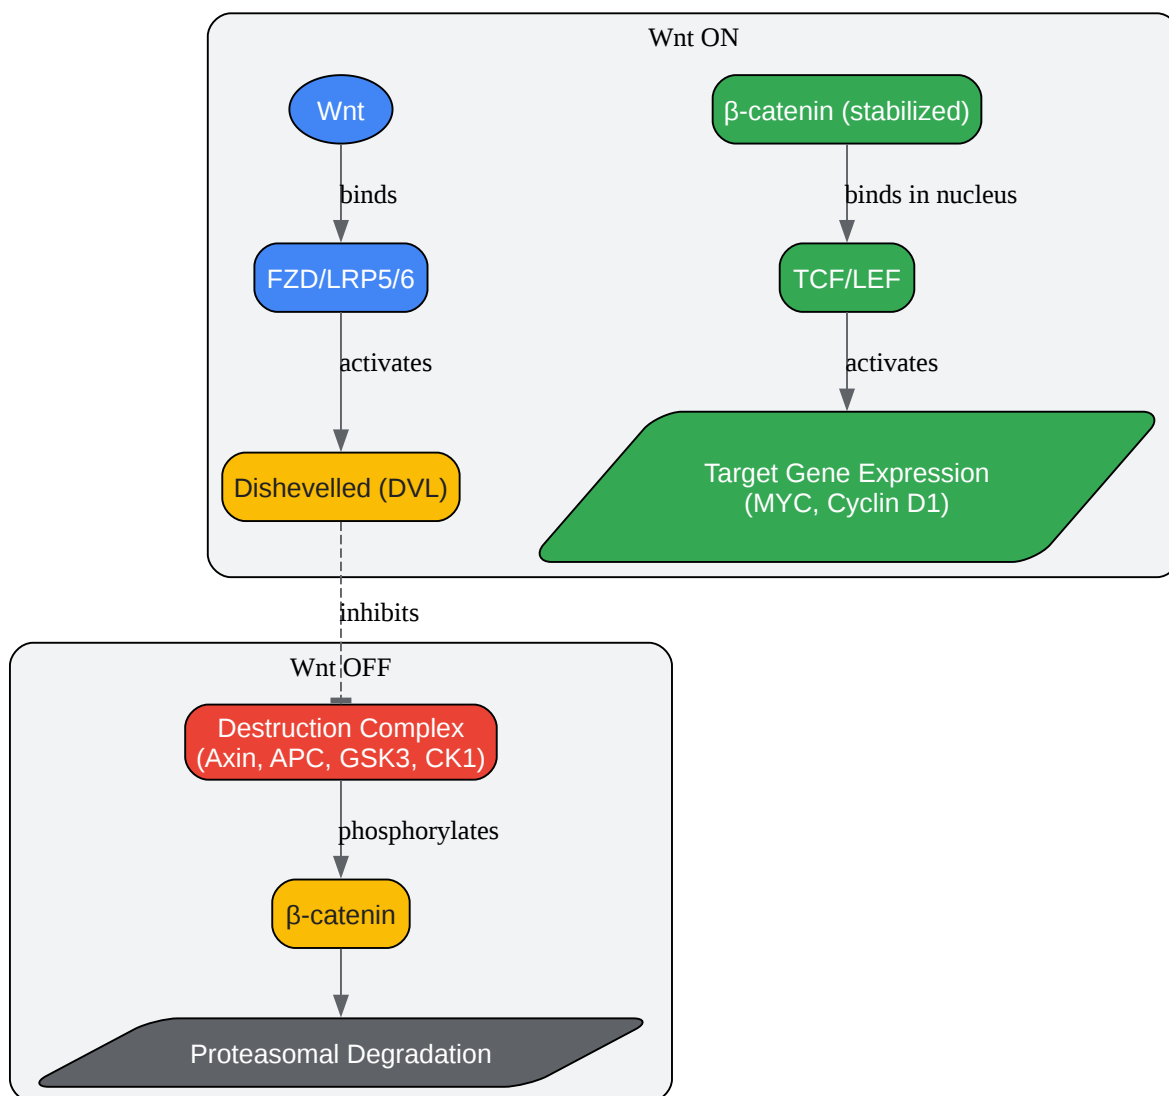 Wnt ON
Wnt
β-catenin (stabilized)
binds
binds in nucleus
FZD/LRP5/6
TCF/LEF
activates
activates
Dishevelled (DVL)
Target Gene Expression
(MYC, Cyclin D1)
inhibits
Wnt OFF
Destruction Complex
(Axin, APC, GSK3, CK1)
phosphorylates
β-catenin
Proteasomal Degradation